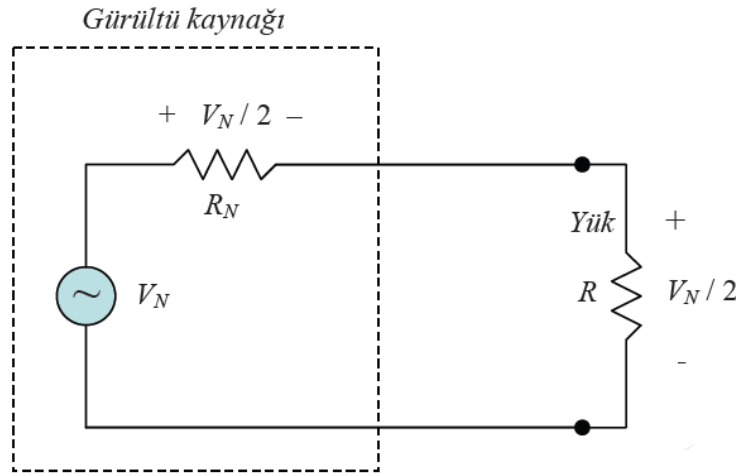 Gürültü kaynağı
+ V_N / 2 –
R_N
Yük +
V_N
R V_N / 2
-